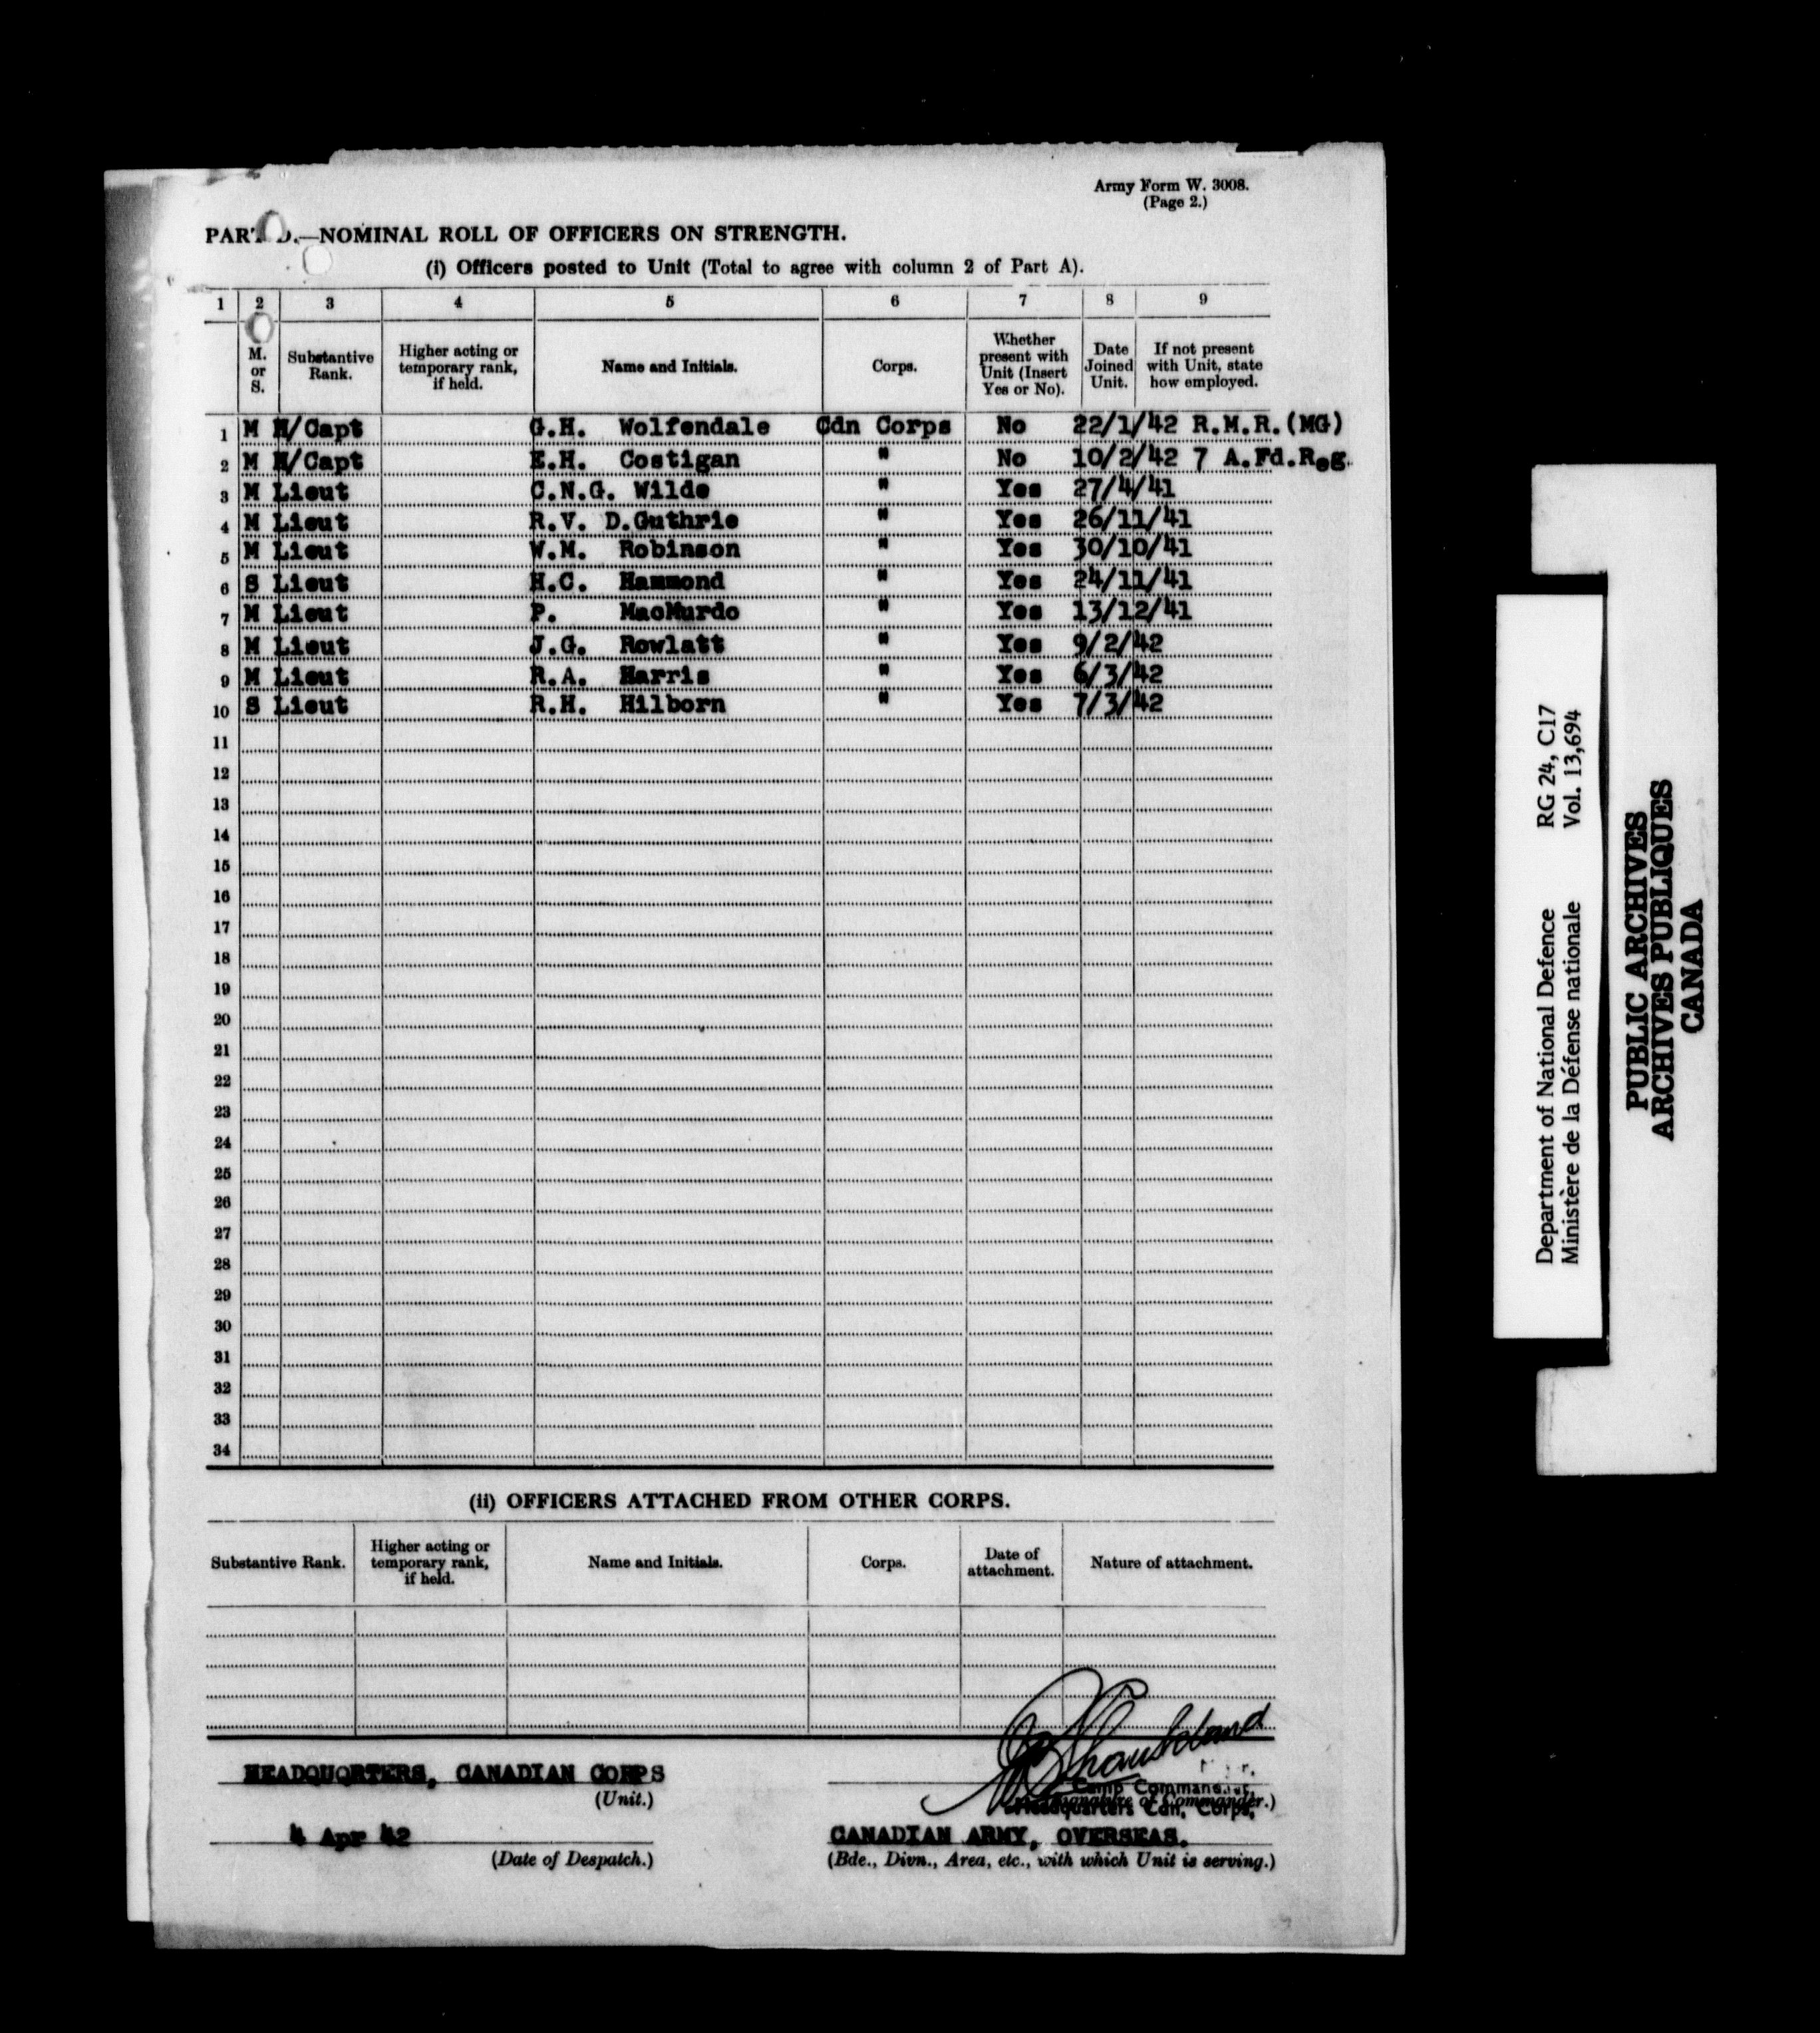 Army Form W. 3008.
(Page 2.)
PART D.—NOMINAL ROLL OF OFFICERS ON STRENGTH.
(i) Officers posted to Unit (Total to agree with column 2 of Part A).
1 2 3 4 5 6 7 8 9
M. or S. Substantive Rank. Higher acting or temporary rank, if held. Name and Initials. Corps. Whether present with Unit (Insert Yes or No). Date Joined Unit. If not present with Unit, state how employed.
1 M H/Capt G.H. Wolfendale Cdn Corps No 22/1/42 R.M.R.(MG)
2 M H/Capt E.H. Costigan " No 10/2/42 7 A.Fd.Reg.
3 M Lieut C.N.G. Wilde " Yes 27/4/41
4 M Lieut R.V. D.Guthrie " Yes 26/11/41
5 M Lieut W.M. Robinson " Yes 30/10/41
6 S Lieut H.C. Hammond " Yes 24/11/41
7 M Lieut P. MacMurdo " Yes 13/12/41
8 M Lieut J.G. Rowlatt " Yes 9/2/42
9 M Lieut R.A. Harris " Yes 6/3/42
10 S Lieut R.H. Hilborn " Yes 7/3/42
11
12
13
14
15
16
17
18
19
20
21
22
23
24
25
26
27
28
29
30
31
32
33
34
(ii) OFFICERS ATTACHED FROM OTHER CORPS.
Substantive Rank. Higher acting or temporary rank, if held. Name and Initials. Corps. Date of attachment. Nature of attachment.
HEADQUQRTERS, CANADIAN CORPS
(Unit.)
Camp Commandant,
(Signature of Commander.)
Headquarters Cdn. Corps,
4 Apr 42
(Date of Despatch.)
CANADIAN ARMY, OVERSEAS.
(Bde., Divn., Area, etc., with which Unit is serving.)
Department of National Defence RG 24, C17
Ministère de la Défense nationale Vol. 13,694
PUBLIC ARCHIVES
ARCHIVES PUBLIQUES
CANADA